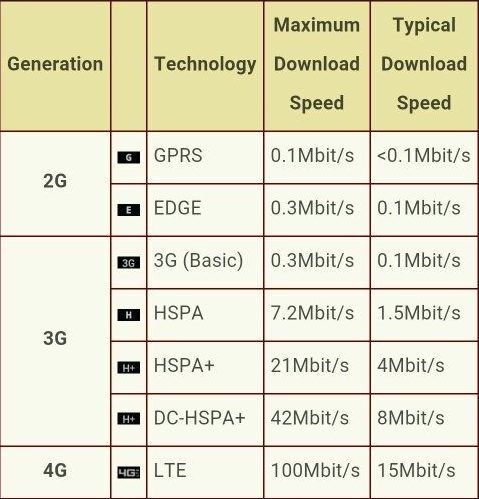 Generation Technology Maximum Download Speed Typical Download Speed
2G
G GPRS 0.1Mbit/s <0.1Mbit/s
E EDGE 0.3Mbit/s 0.1Mbit/s
3G
3G 3G (Basic) 0.3Mbit/s 0.1Mbit/s
H HSPA 7.2Mbit/s 1.5Mbit/s
H+ HSPA+ 21Mbit/s 4Mbit/s
H+ DC-HSPA+ 42Mbit/s 8Mbit/s
4G 4G LTE 100Mbit/s 15Mbit/s